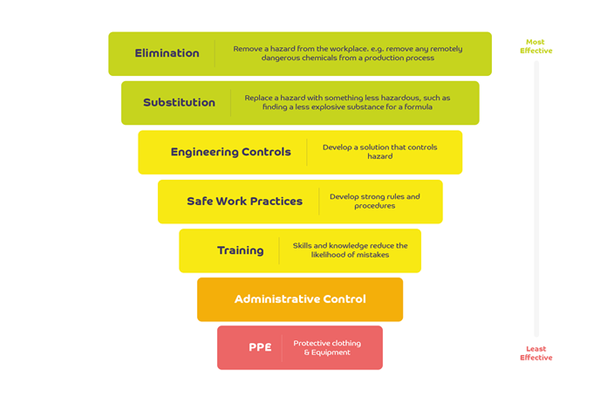 Most
Effective
Elimination
Remove a hazard from the workplace. e.g. remove any remotely
dangerous chemicals from a production process
Substitution
Replace a hazard with something less hazardous, such as
finding a less explosive substance for a formula
Engineering Controls
Develop a solution that controls
hazard
Safe Work Practices
Develop strong rules and
procedures
Training
Skills and knowledge reduce the
likelihood of mistakes
Administrative Control
PPE
Protective clothing
& Equipment
Least
Effective